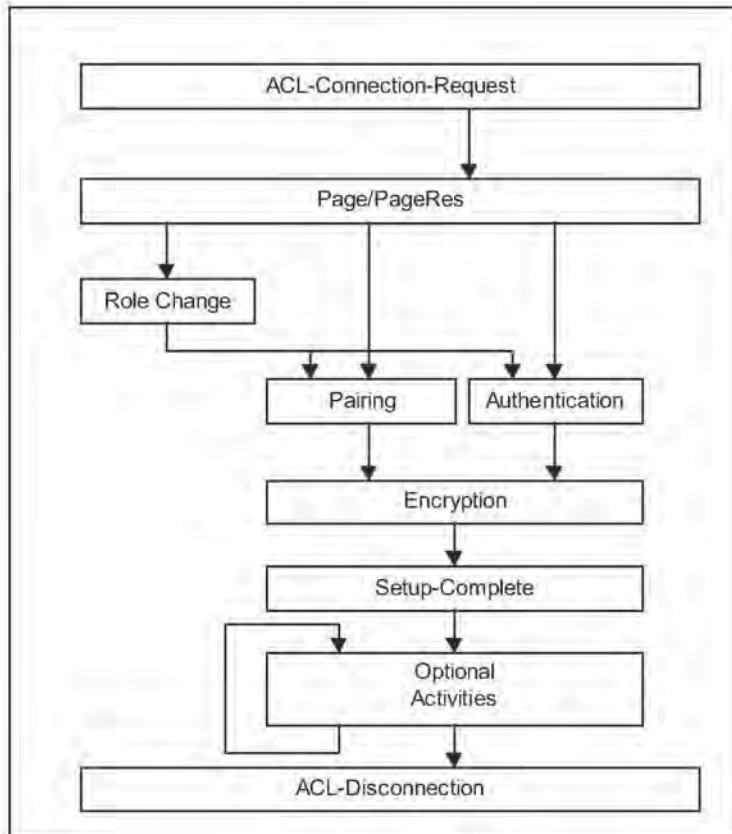 ACL-Connection-Request
Page/PageRes
Role Change
Pairing
Authentication
Encryption
Setup-Complete
Optional
Activities
ACL-Disconnection